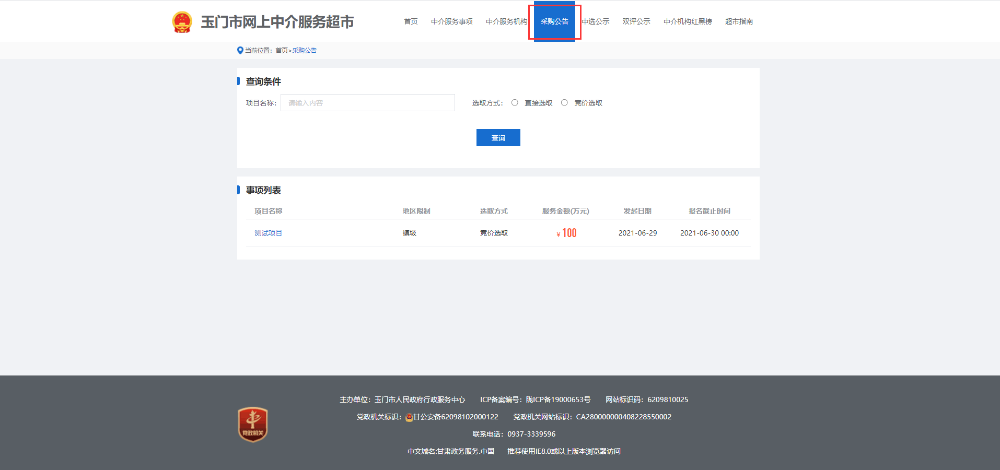 玉门市网上中介服务超市
首页 中介服务事项 中介服务机构 采购公告 中选公示 双评公示 中介机构红黑榜 超市指南
当前位置：首页>采购公告
查询条件
项目名称： 请输入内容 选取方式： 直接选取 竞价选取
查询
事项列表
项目名称 地区限制 选取方式 服务金额(万元) 发起日期 报名截止时间
测试项目 镇级 竞价选取 ¥100 2021-06-29 2021-06-30 00:00
主办单位：玉门市人民政府行政服务中心 ICP备案编号：陇ICP备19000653号 网站标识码：6209810025
党政机关标识：甘公安备62098102000122 党政机关网站标识：CA280000000408228550002
党政机关
联系电话：0937-3339596
中文域名:甘肃政务服务.中国 推荐使用IE8.0或以上版本浏览器访问